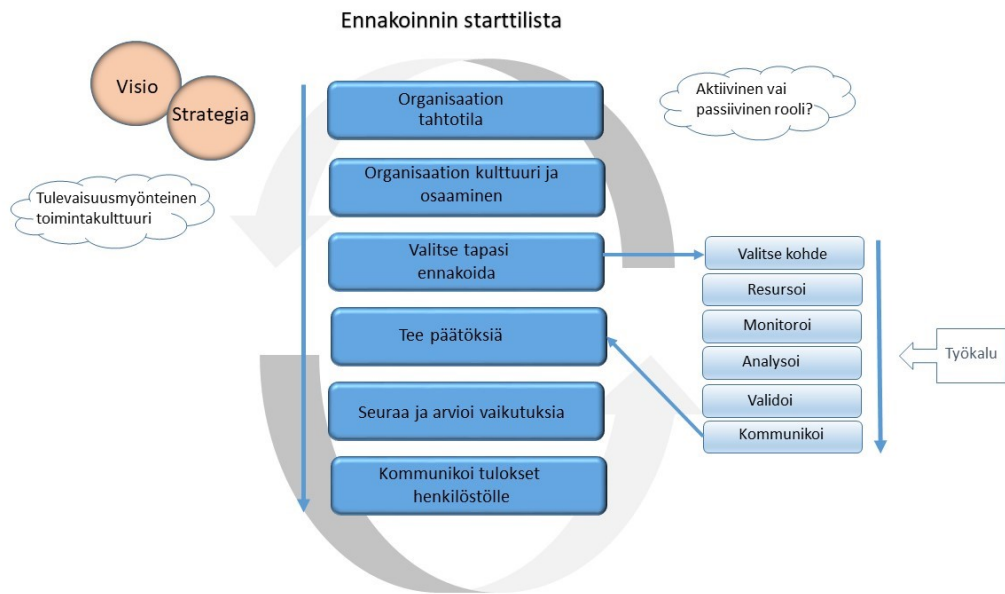 Ennakoinnin starttilista
Visio
Strategia
Tulevaisuusmyönteinen
toimintakulttuuri
Organisaation
tahtotila
Organisaation kulttuuri ja
osaaminen
Valitse tapasi
ennakoida
Tee päätöksiä
Seuraa ja arvioi vaikutuksia
Kommunikoi tulokset
henkilöstölle
Aktiivinen vai
passiivinen rooli?
Valitse kohde
Resursoi
Monitoroi
Analysoi
Validoi
Kommunikoi
Työkalu